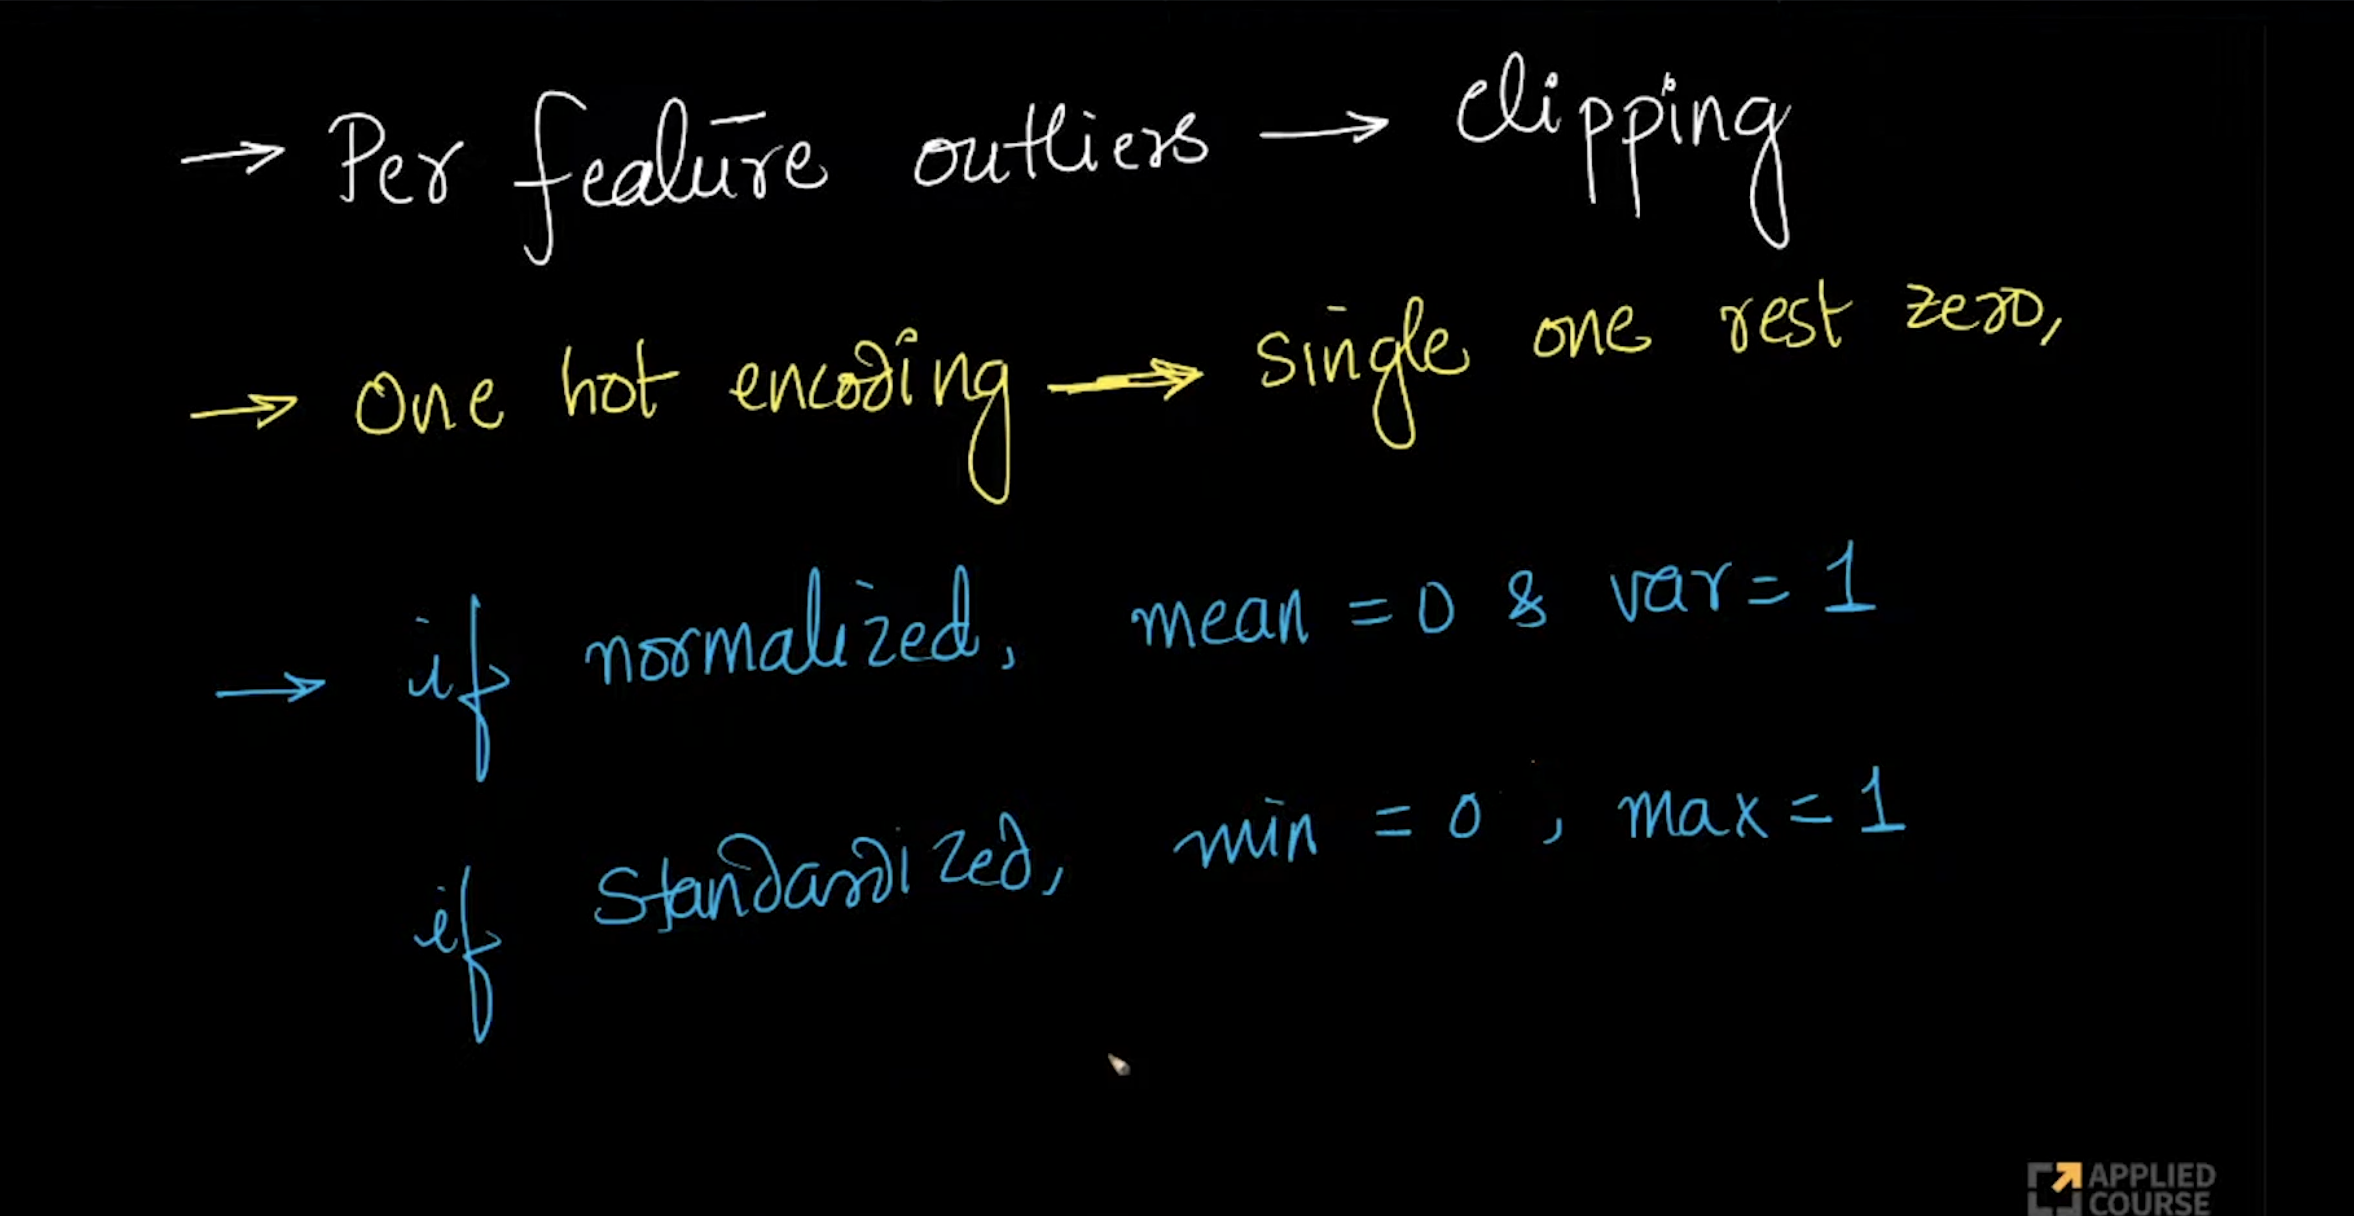 → Per feature outliers → clipping
→ One hot encoding → single one rest zero,
→ if normalized, mean = 0 & var = 1
if standardized, min = 0, max = 1
APPLIED
COURSE